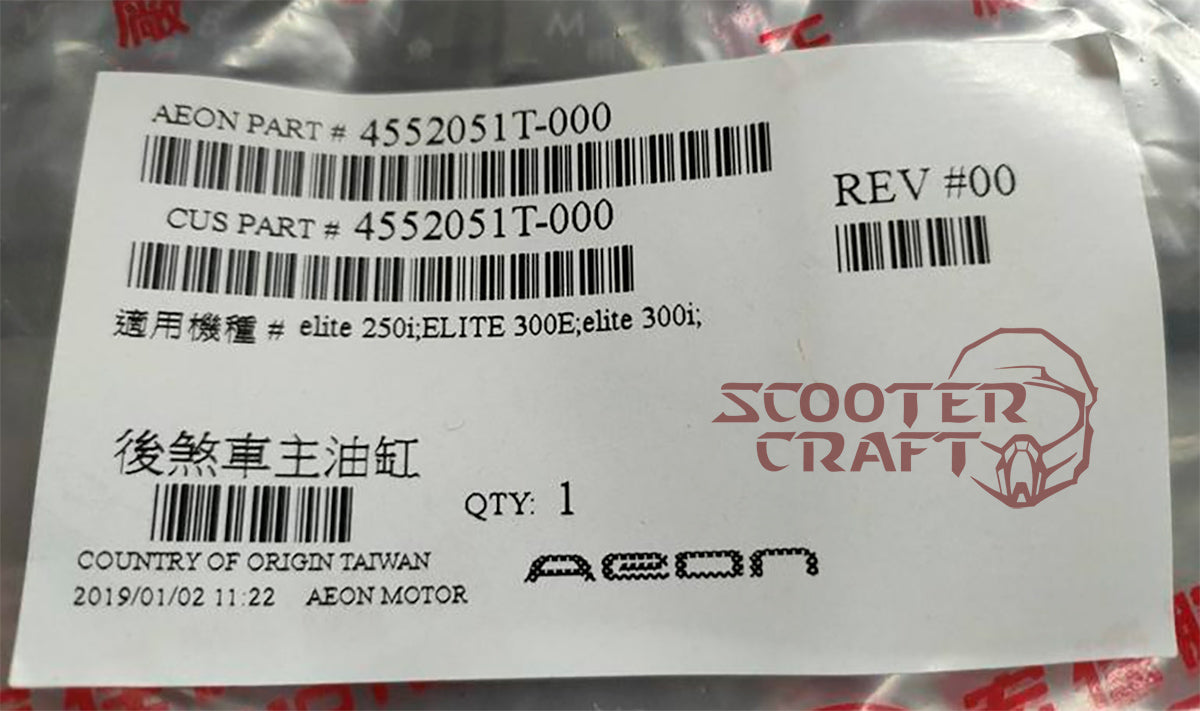 廠
AEON PART # 4552051T-000
REV #00
CUS PART # 4552051T-000
適用機種 # elite 250i;ELITE 300E;elite 300i;
SCOOTER
CRAFT
後煞車主油缸
QTY: 1
COUNTRY OF ORIGIN TAIWAN
Aeon
2019/01/02 11:22 AEON MOTOR